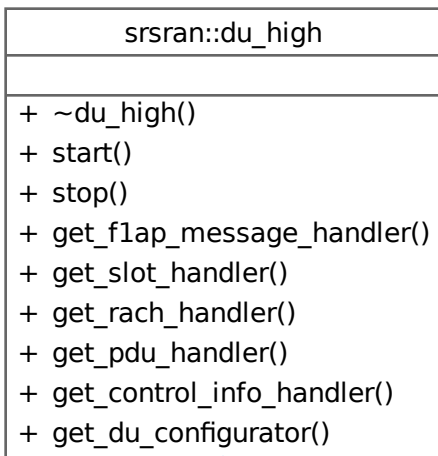 srsran::du_high
+ ~du_high()
+ start()
+ stop()
+ get_f1ap_message_handler()
+ get_slot_handler()
+ get_rach_handler()
+ get_pdu_handler()
+ get_control_info_handler()
+ get_du_configurator()